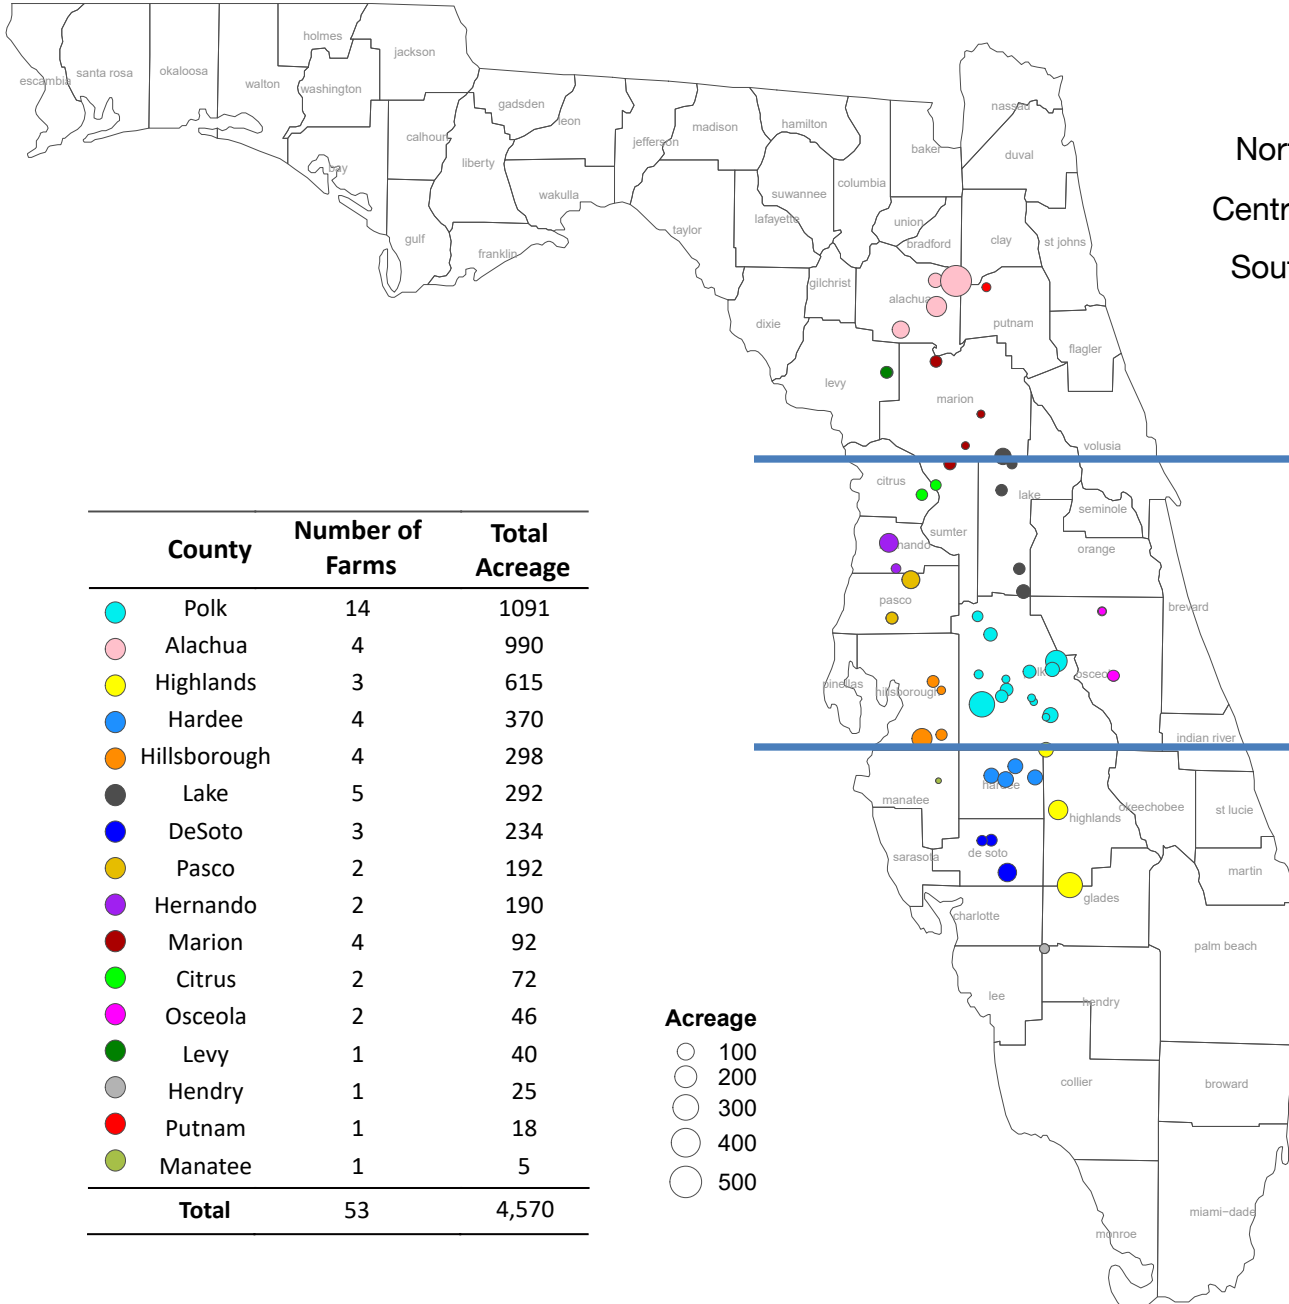 holmes
jackson
escambia
santa rosa
okaloosa
walton
washington
gadsden
leon
calhoun
liberty
bay
gulf
franklin
wakulla
jefferson
madison
hamilton
taylor
lafayette
suwannee
columbia
baker
nassau
duval
union
bradford
clay
st johns
gilchrist
alachua
putnam
dixie
flagler
levy
marion
volusia
citrus
lake
seminole
sumter
orange
nando
pasco
brevard
osceo
pinellas
hillsborough
indian river
manatee
hardee
highlands
okeechobee
st lucie
sarasota
de soto
martin
charlotte
glades
palm beach
lee
hendry
collier
broward
miami-dade
monroe
Nort
Centr
Sout
County Number of Farms Total Acreage
Polk 14 1091
Alachua 4 990
Highlands 3 615
Hardee 4 370
Hillsborough 4 298
Lake 5 292
DeSoto 3 234
Pasco 2 192
Hernando 2 190
Marion 4 92
Citrus 2 72
Osceola 2 46
Levy 1 40
Hendry 1 25
Putnam 1 18
Manatee 1 5
Total 53 4,570
Acreage
100
200
300
400
500